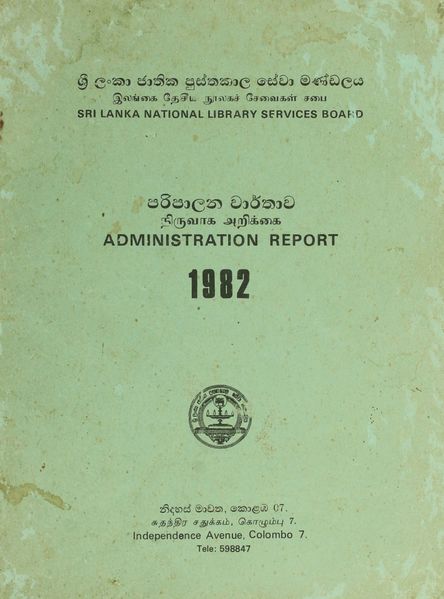 ශ්‍රී ලංකා ජාතික පුස්තකාල සේවා මණ්ඩලය
இலங்கை தேசிய நூலகச் சேவைகள் சபை
SRI LANKA NATIONAL LIBRARY SERVICES BOARD
පරිපාලන වාර්තාව
நிருவாக அறிக்கை
ADMINISTRATION REPORT
1982
නිදහස් මාවත, කොළඹ 07.
சுதந்திர சதுக்கம், கொழும்பு 7.
Independence Avenue, Colombo 7.
Tele: 598847